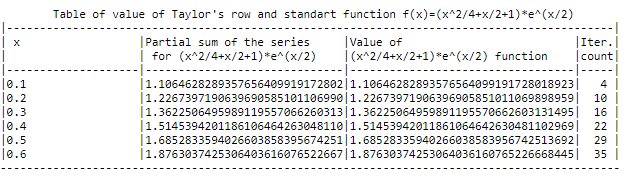 Table of value of Taylor's row and standart function f(x)=(x^2/4+x/2+1)*e^(x/2)
x |Partial sum of the series |Value of |Iter.
| for (x^2/4+x/2+1)*e^(x/2) |(x^2/4+x/2+1)*e^(x/2) function |count|
|0.1 |1.1064628289357656409919172802|1.10646282893576564099191728018923| 4
|0.2 |1.2267397190639690585101106990|1.22673971906396905851011069898959| 10
|0.3 |1.3622506495989119557066260313|1.36225064959891195570662603131495| 16
|0.4 |1.5145394201186106464263048110|1.51453942011861064642630481102969| 22
|0.5 |1.6852833594026603858395674251|1.68528335940266038583956742513692| 29
|0.6 |1.8763037425306403616076522667|1.87630374253064036160765226668445| 35